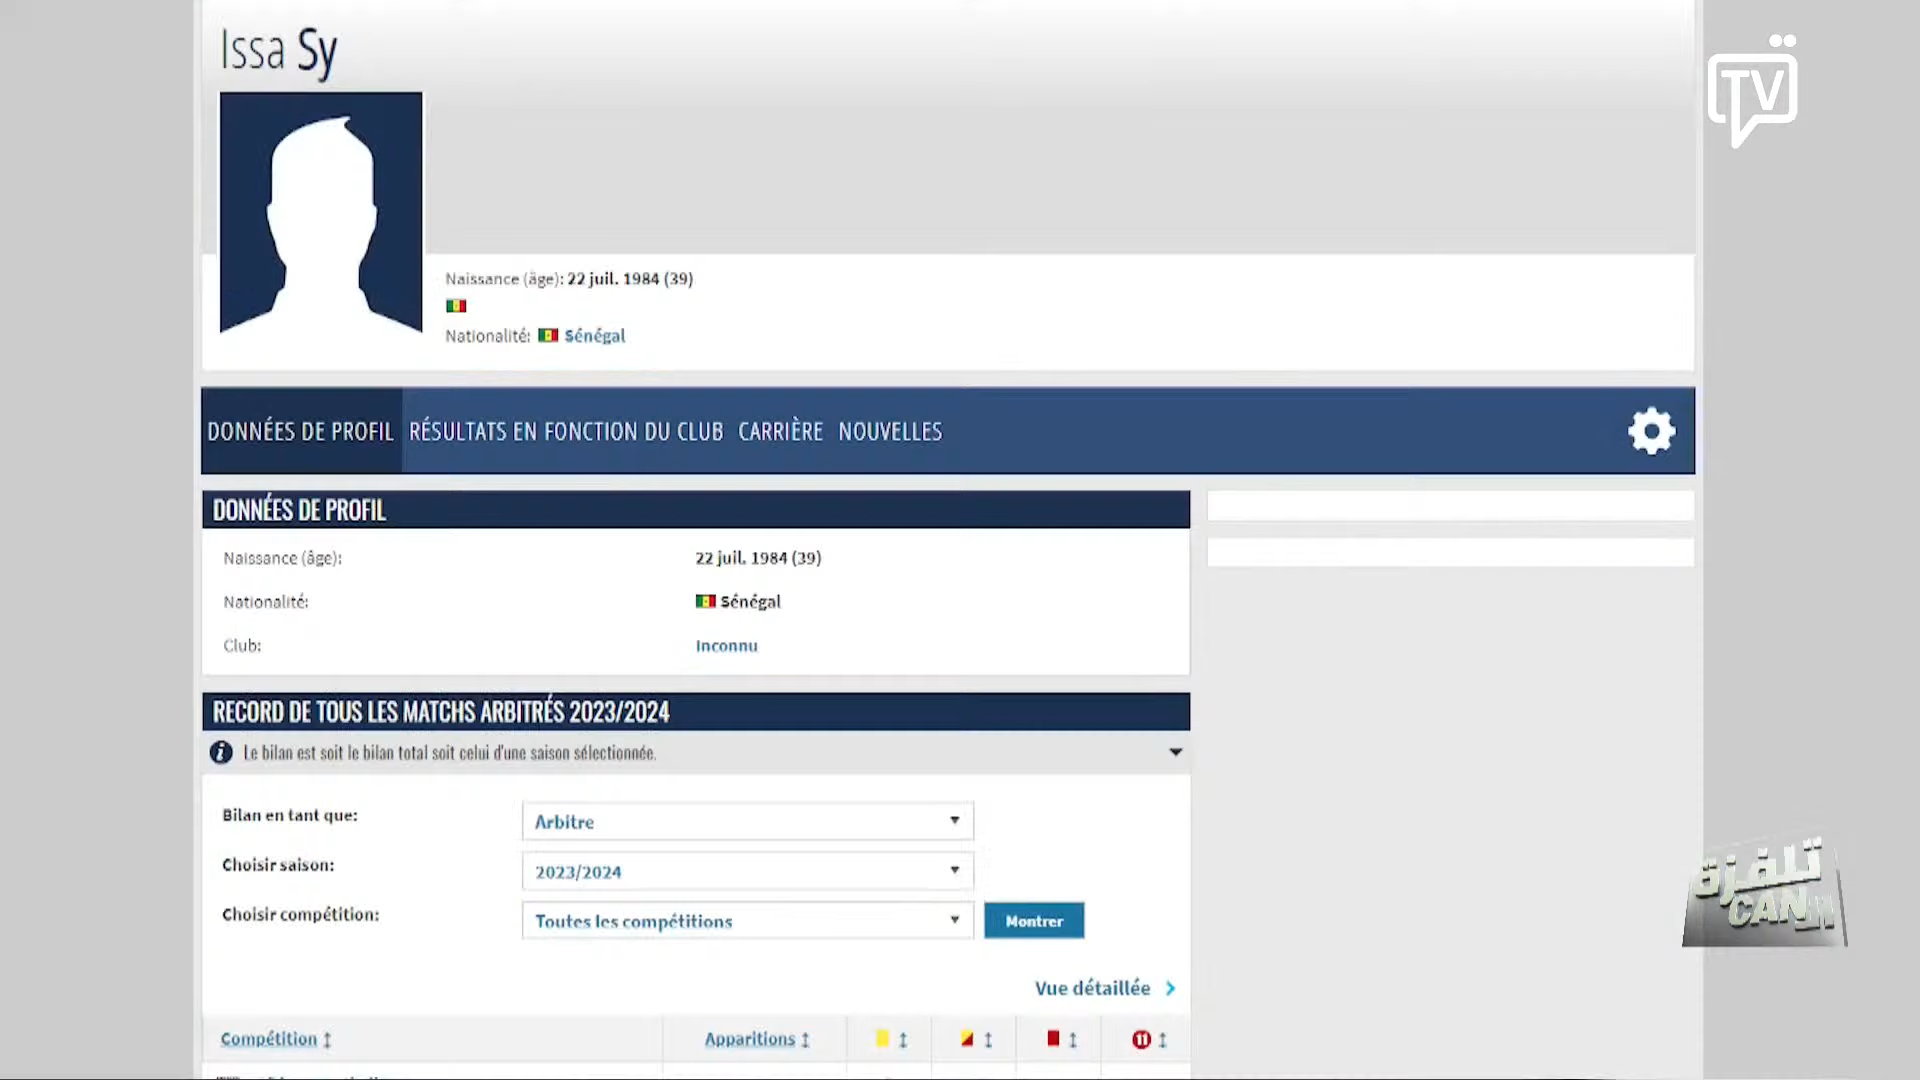 Issa Sy
TV
Naissance (âge): 22 juil. 1984 (39)
Nationalité: Sénégal
DONNÉES DE PROFIL RÉSULTATS EN FONCTION DU CLUB CARRIÈRE NOUVELLES
DONNÉES DE PROFIL
Naissance (âge): 22 juil. 1984 (39)
Nationalité: Sénégal
Club: Inconnu
RECORD DE TOUS LES MATCHS ARBITRÉS 2023/2024
Le bilan est soit le bilan total soit celui d'une saison sélectionnée.
Bilan en tant que: Arbitre
Choisir saison: 2023/2024
Choisir compétition: Toutes les compétitions Montrer
تلفزة
الـCAN
Vue détaillée
Compétition Apparitions 11